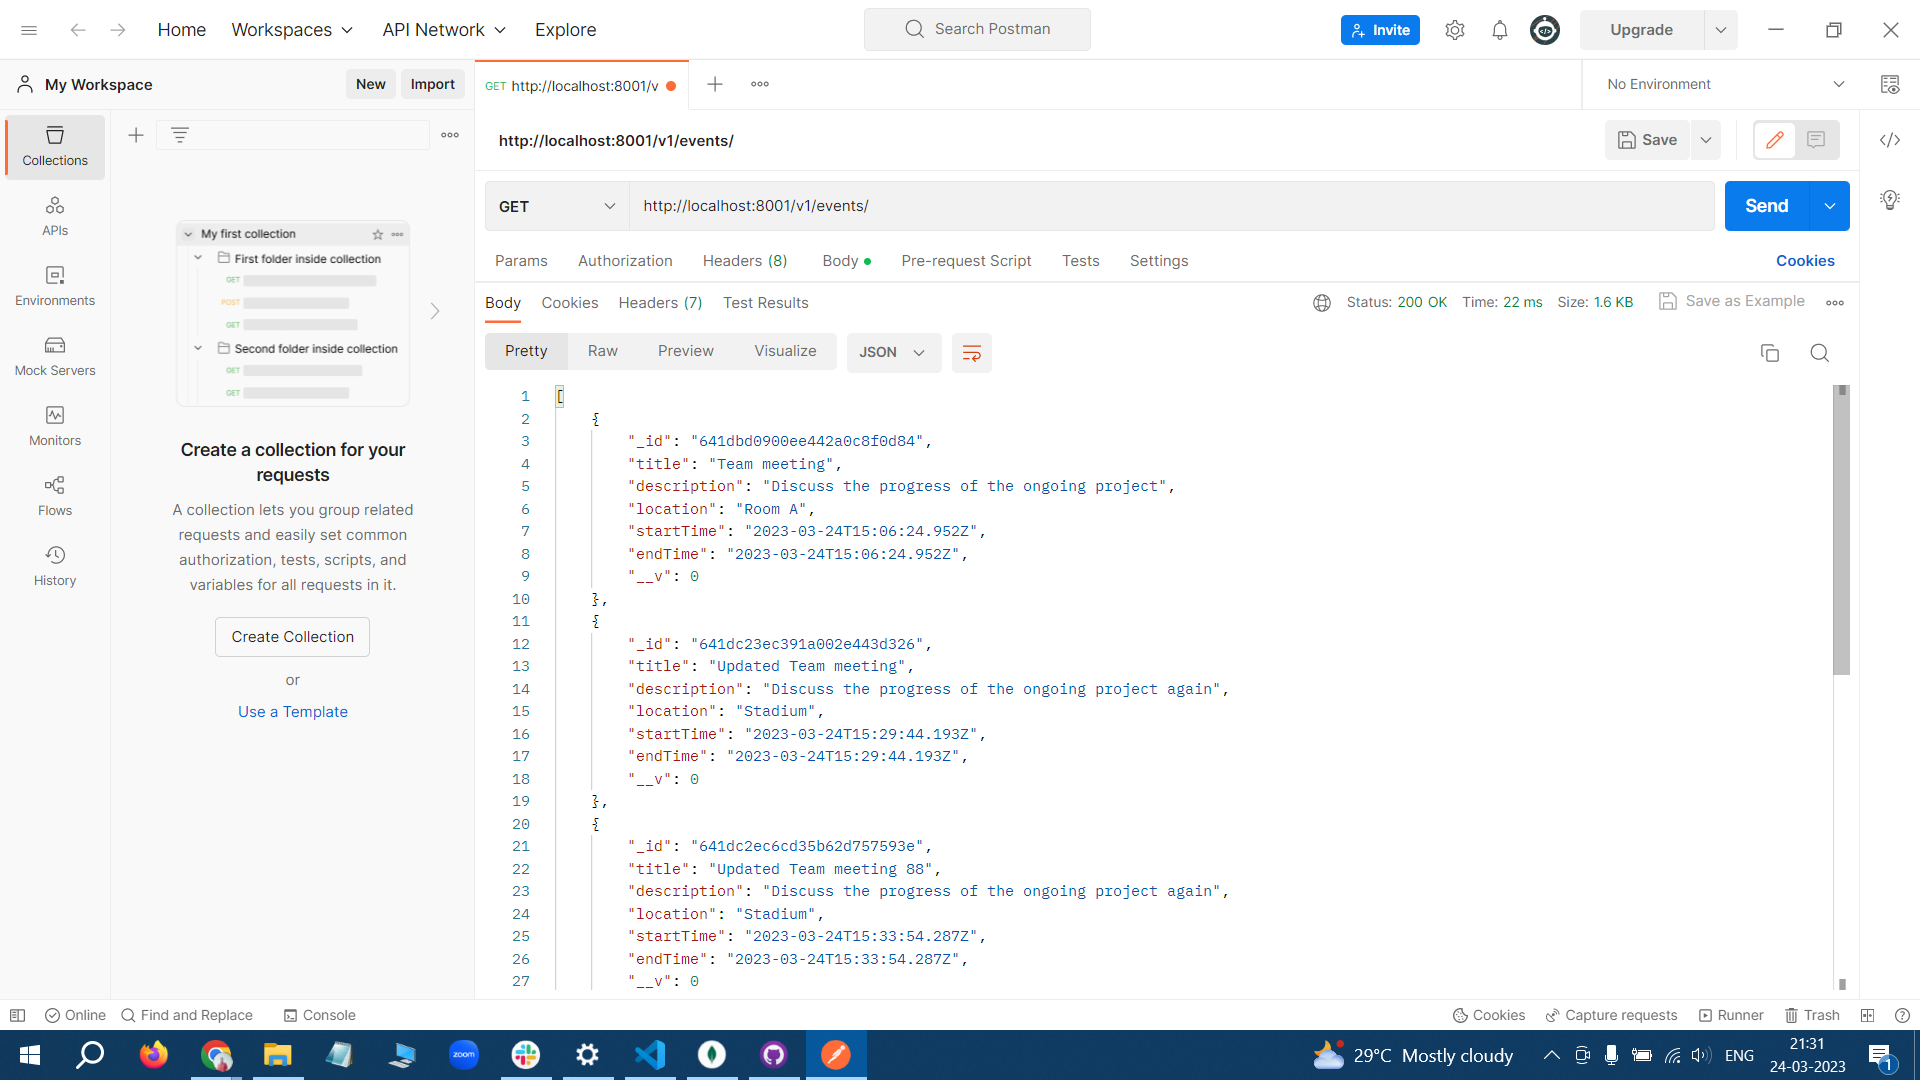 Home Workspaces API Network Explore Search Postman Invite Upgrade
My Workspace New Import GET http://localhost:8001/v No Environment
http://localhost:8001/v1/events/ Save
GET http://localhost:8001/v1/events/ Send
Params Authorization Headers (8) Body Pre-request Script Tests Settings Cookies
Body Cookies Headers (7) Test Results Status: 200 OK Time: 22 ms Size: 1.6 KB Save as Example
Pretty Raw Preview Visualize JSON
Collections
APIs
Environments
Mock Servers
Monitors
Flows
History
My first collection
First folder inside collection
GET
POST
GET
Second folder inside collection
GET
GET
Create a collection for your
requests
A collection lets you group related
requests and easily set common
authorization, tests, scripts, and
variables for all requests in it.
Create Collection
or
Use a Template
1 [
2 {
3 "_id": "641dbd0900ee442a0c8f0d84",
4 "title": "Team meeting",
5 "description": "Discuss the progress of the ongoing project",
6 "location": "Room A",
7 "startTime": "2023-03-24T15:06:24.952Z",
8 "endTime": "2023-03-24T15:06:24.952Z",
9 "__v": 0
10 },
11 {
12 "_id": "641dc23ec391a002e443d326",
13 "title": "Updated Team meeting",
14 "description": "Discuss the progress of the ongoing project again",
15 "location": "Stadium",
16 "startTime": "2023-03-24T15:29:44.193Z",
17 "endTime": "2023-03-24T15:29:44.193Z",
18 "__v": 0
19 },
20 {
21 "_id": "641dc2ec6cd35b62d757593e",
22 "title": "Updated Team meeting 88",
23 "description": "Discuss the progress of the ongoing project again",
24 "location": "Stadium",
25 "startTime": "2023-03-24T15:33:54.287Z",
26 "endTime": "2023-03-24T15:33:54.287Z",
27 "__v": 0
Online Find and Replace Console Cookies Capture requests Runner Trash
zoom 29°C Mostly cloudy ENG 21:31
24-03-2023 1